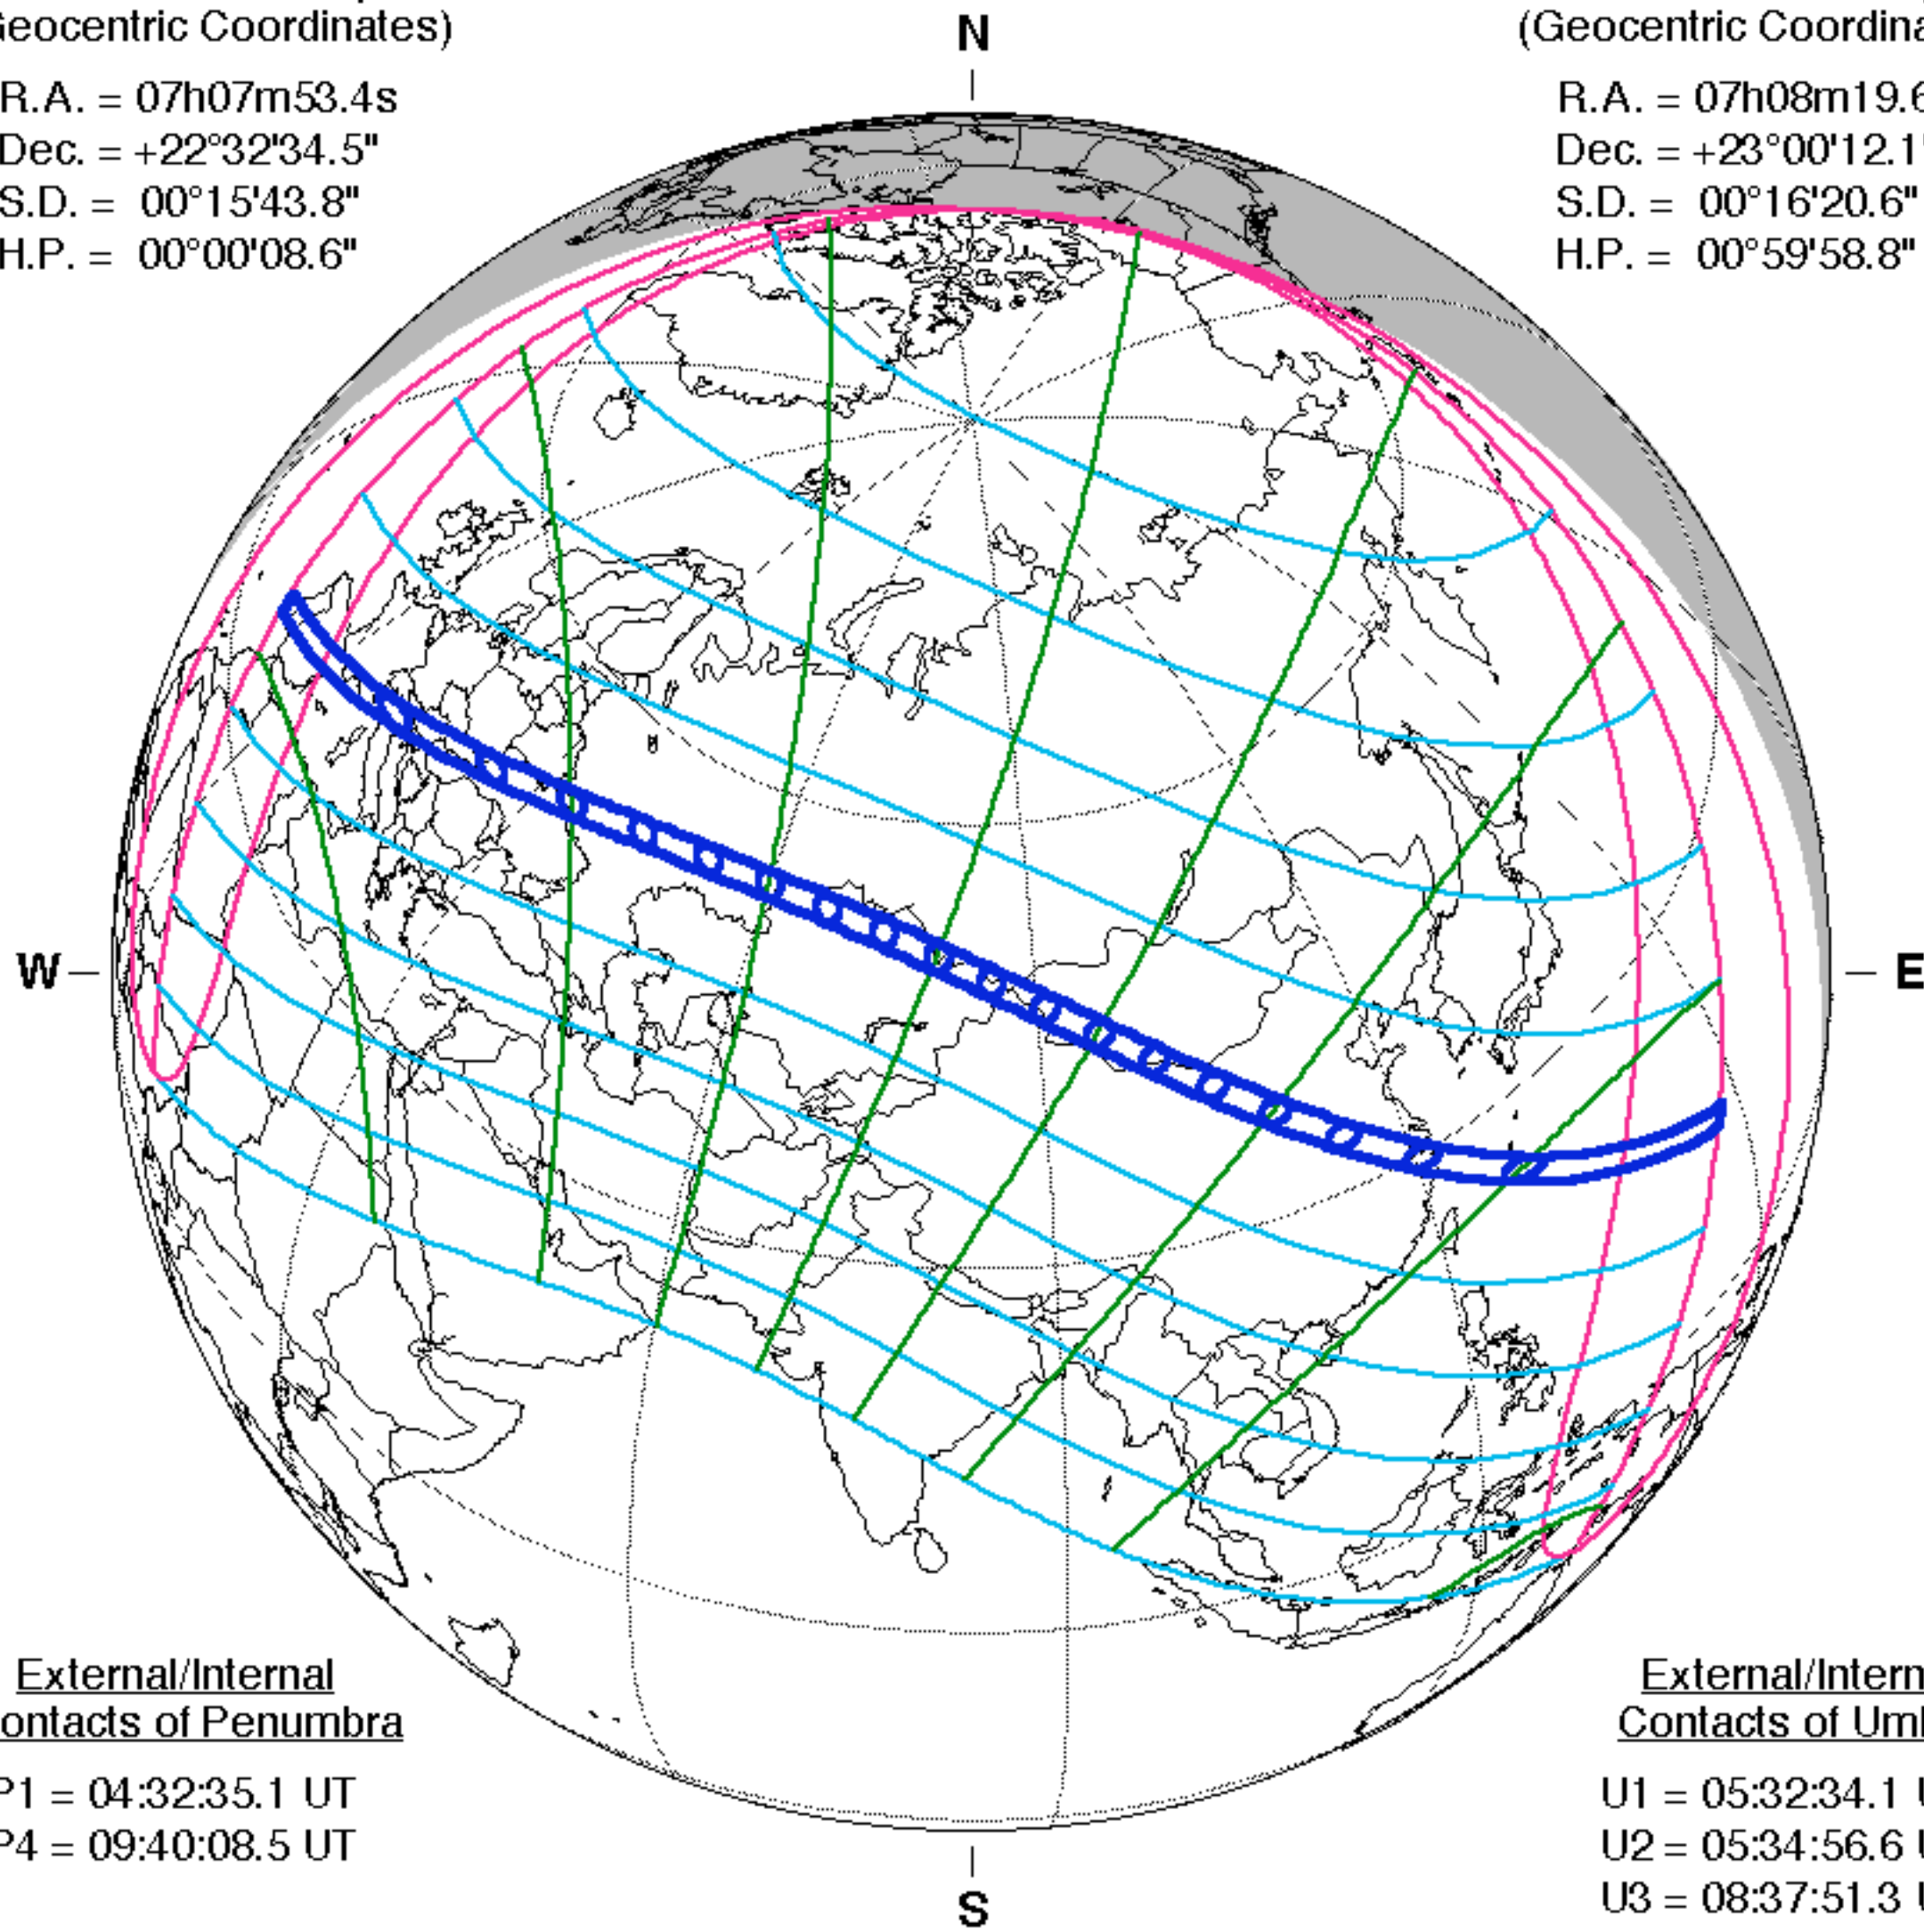 Geocentric Coordinates)
R.A. = 07h07m53.4s
Dec. = +22°32'34.5"
S.D. = 00°15'43.8"
H.P. = 00°00'08.6"
N
(Geocentric Coordina
R.A. = 07h08m19.6
Dec. = +23°00'12.1"
S.D. = 00°16'20.6"
H.P. = 00°59'58.8"
W
E
External/Internal
ontacts of Penumbra
P1 = 04:32:35.1 UT
P4 = 09:40:08.5 UT
S
External/Intern
Contacts of Um
U1 = 05:32:34.1 U
U2 = 05:34:56.6 U
U3 = 08:37:51.3 U